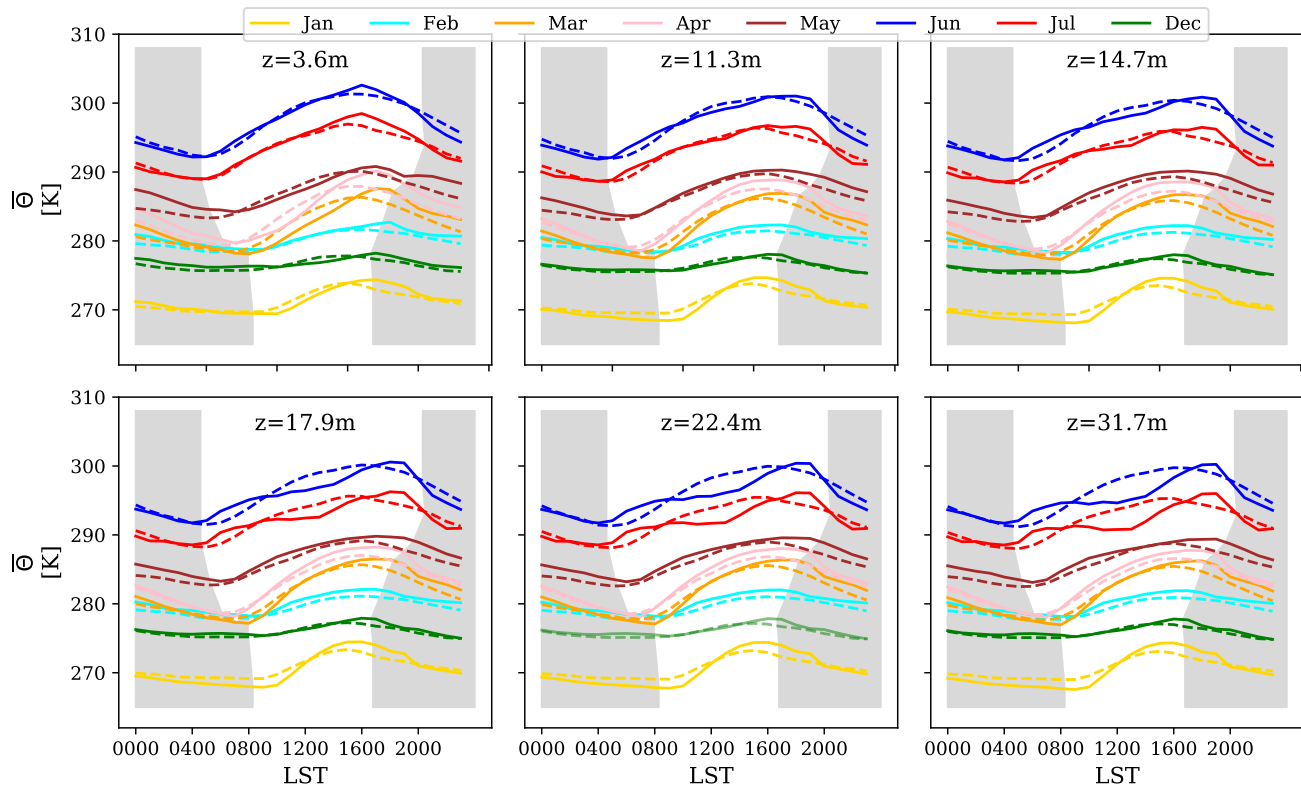 Jan Feb Mar Apr May Jun Jul Dec
310
300
290
280
270
Θ
[K]
z=3.6m
z=11.3m
z=14.7m
310
300
290
280
270
Θ
[K]
z=17.9m
z=22.4m
z=31.7m
0000 0400 0800 1200 1600 2000
0000 0400 0800 1200 1600 2000
0000 0400 0800 1200 1600 2000
LST
LST
LST